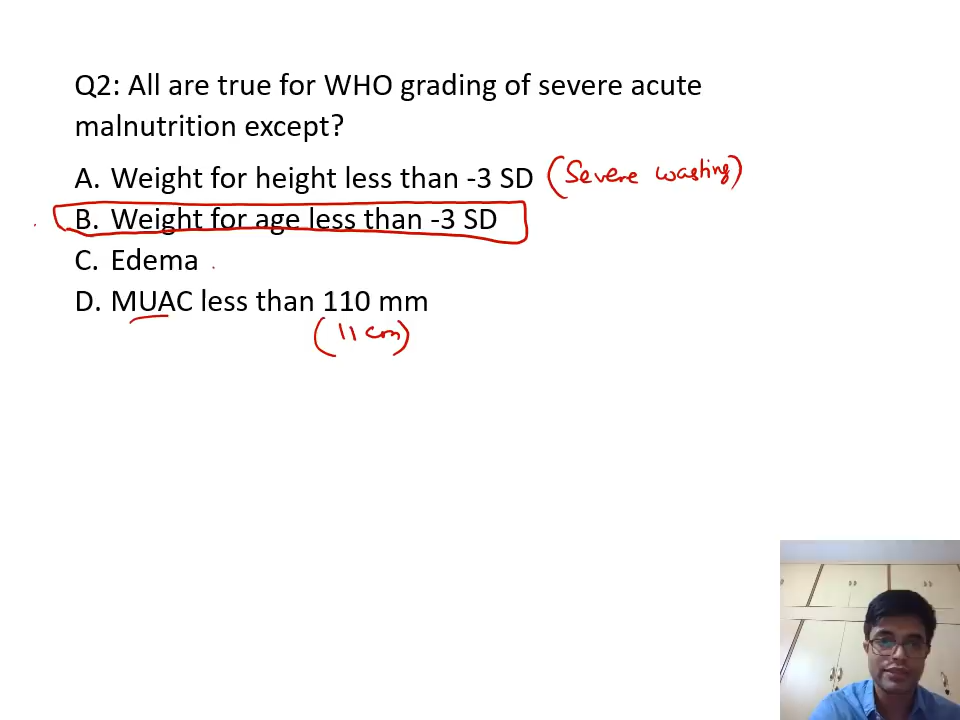 Q2: All are true for WHO grading of severe acute
malnutrition except?
A. Weight for height less than -3 SD (Severe wasting)
B. Weight for age less than -3 SD
C. Edema
D. MUAC less than 110 mm
(11 cm)